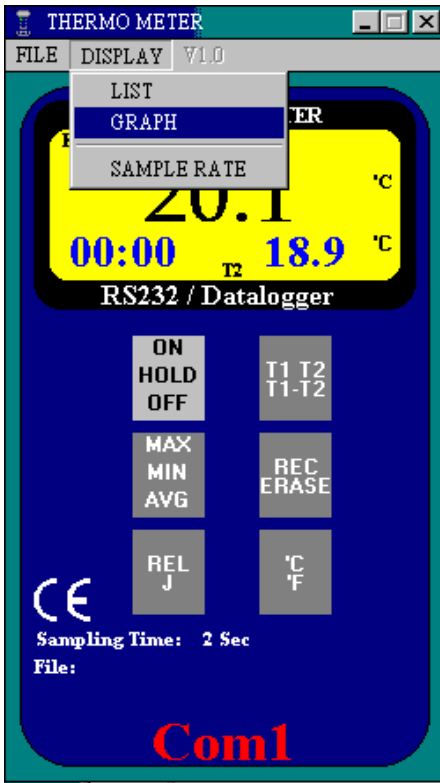 THERMO METER
FILE DISPLAY V1.0
LIST
GRAPH
SAMPLE RATE
20.1 °C
00:00 T2 18.9 °C
RS232 / Datalogger
ON
HOLD
OFF
T1 T2
T1-T2
MAX
MIN
AVG
REC
ERASE
REL
J
°C
°F
CE
Sampling Time: 2 Sec
File:
Com1